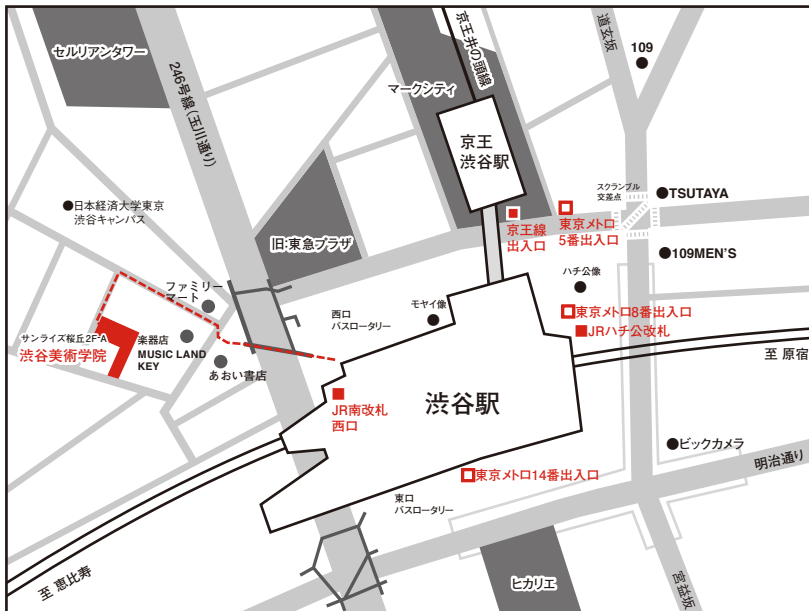 セルリアンタワー
246号線(玉川通り)
京王井の頭線
マークシティ
道玄坂
109
京王
渋谷駅
スクランブル
交差点
TSUTAYA
日本経済大学東京
渋谷キャンパス
旧:東急プラザ
京王線
出入口
東京メトロ
5番出入口
109MEN'S
ファミリー
マート
西口
バスロータリー
モヤイ像
ハチ公像
東京メトロ8番出入口
JRハチ公改札
サンライズ桜丘2F-A
渋谷美術学院
楽器店
MUSIC LAND
KEY
あおい書店
至 原宿
JR南改札
西口
渋谷駅
ビックカメラ
明治通り
東京メトロ14番出入口
東口
バスロータリー
至 恵比寿
ヒカリエ
宮益坂